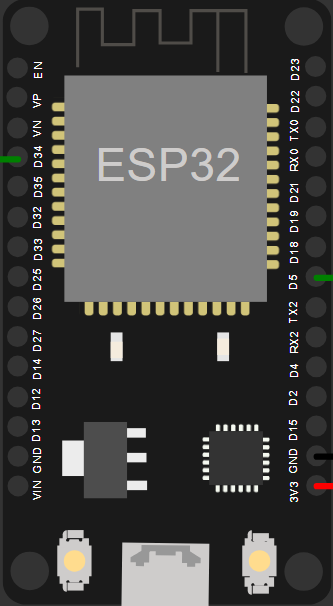 EN
VP
VN
D34
D35
D32
D33
D25
D26
D27
D14
D12
D13
GND
VIN
ESP32
D23
D22
TX0
RX0
D21
D19
D18
D5
TX2
RX2
D4
D2
D15
GND
3V3